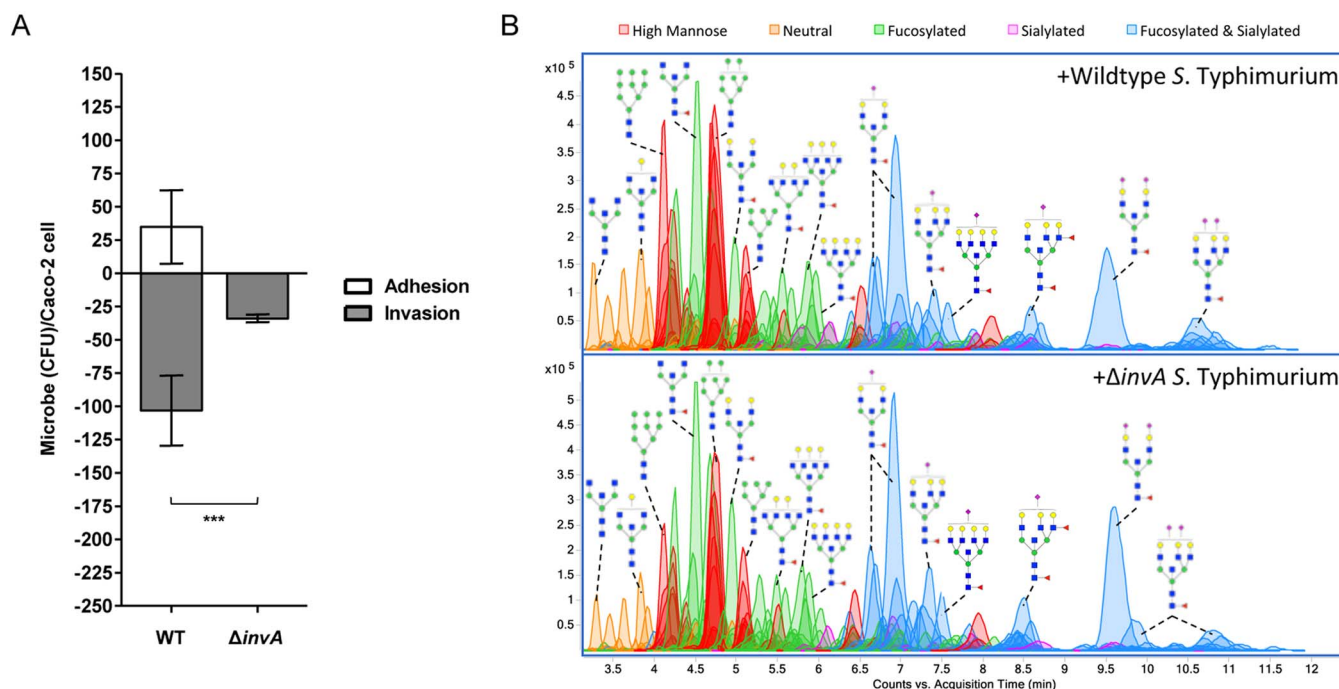 A
150
125
100
75
50
25
0
-25
-50
-75
-100
-125
-150
-175
-200
-225
-250
Microbe (CFU)/Caco-2 cell
***
WT ΔinvA
Adhesion
Invasion
B
High Mannose Neutral Fucosylated Sialylated Fucosylated & Sialylated
x10 5
+Wildtype S. Typhimurium
4.5
4
3.5
3
2.5
2
1.5
1
0.5
x10 5
+ΔinvA S. Typhimurium
5
4.5
4
3.5
3
2.5
2
1.5
1
0.5
3.5 4 4.5 5 5.5 6 6.5 7 7.5 8 8.5 9 9.5 10 10.5 11 11.5 12
Counts vs. Acquisition Time (min)